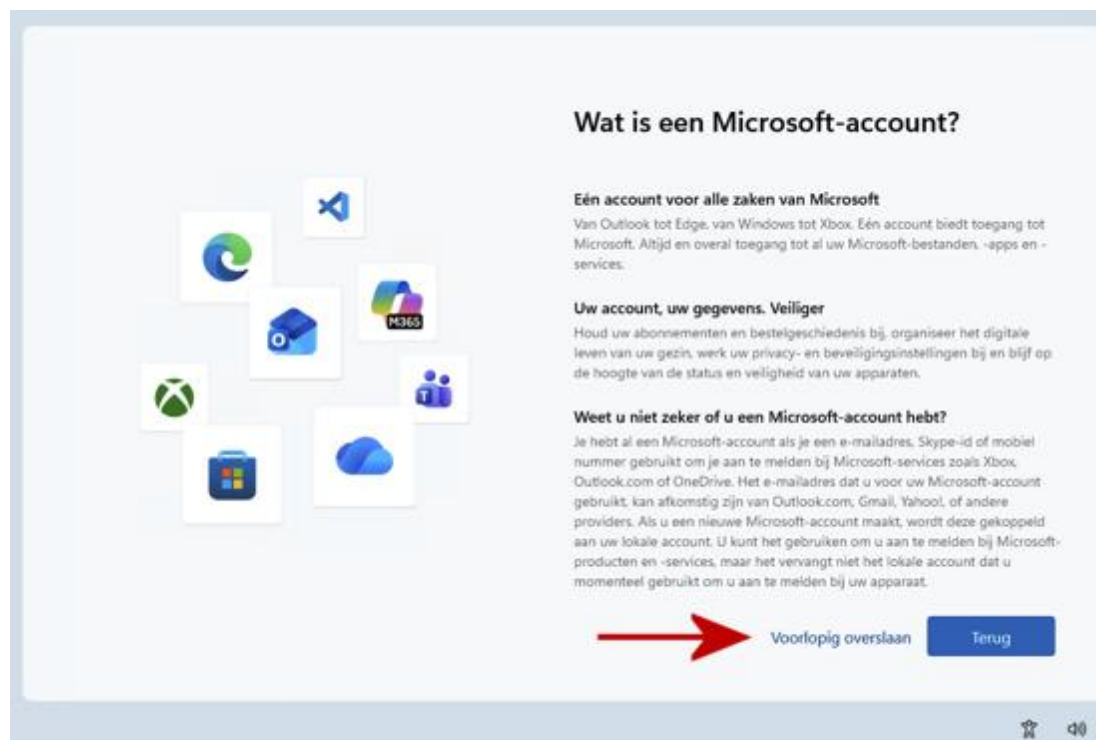 Wat is een Microsoft-account?
Eén account voor alle zaken van Microsoft
Van Outlook tot Edge, van Windows tot Xbox. Eén account biedt toegang tot
Microsoft. Altijd en overal toegang tot al uw Microsoft-bestanden, -apps en -
services.
Uw account, uw gegevens. Veiliger
Houd uw abonnementen en bestelgeschiedenis bij, organiseer het digitale
leven van uw gezin, werk uw privacy- en beveiligingsinstellingen bij en blijf op
de hoogte van de status en veiligheid van uw apparaten.
M365
Weet u niet zeker of u een Microsoft-account hebt?
Je hebt al een Microsoft-account als je een e-mailadres, Skype-id of mobiel
nummer gebruikt om je aan te melden bij Microsoft-services zoals Xbox,
Outlook.com of OneDrive. Het e-mailadres dat u voor uw Microsoft-account
gebruikt, kan afkomstig zijn van Outlook.com, Gmail, Yahoo!, of andere
providers. Als u een nieuwe Microsoft-account maakt, wordt deze gekoppeld
aan uw lokale account. U kunt het gebruiken om u aan te melden bij Microsoft-
producten en -services, maar het vervangt niet het lokale account dat u
momenteel gebruikt om u aan te melden bij uw apparaat.
Voorlopig overslaan
Terug